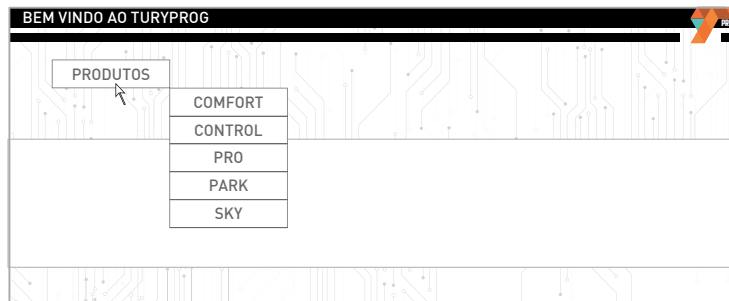 BEM VINDO AO TURYPROG
PRODUTOS
COMFORT
CONTROL
PRO
PARK
SKY